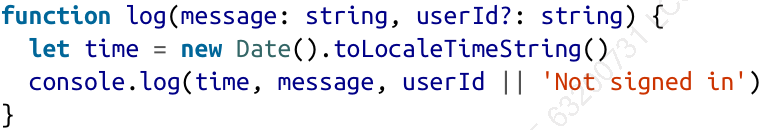 function log(message: string, userId?: string) {
  let time = new Date().toLocaleTimeString()
  console.log(time, message, userId || 'Not signed in')
}